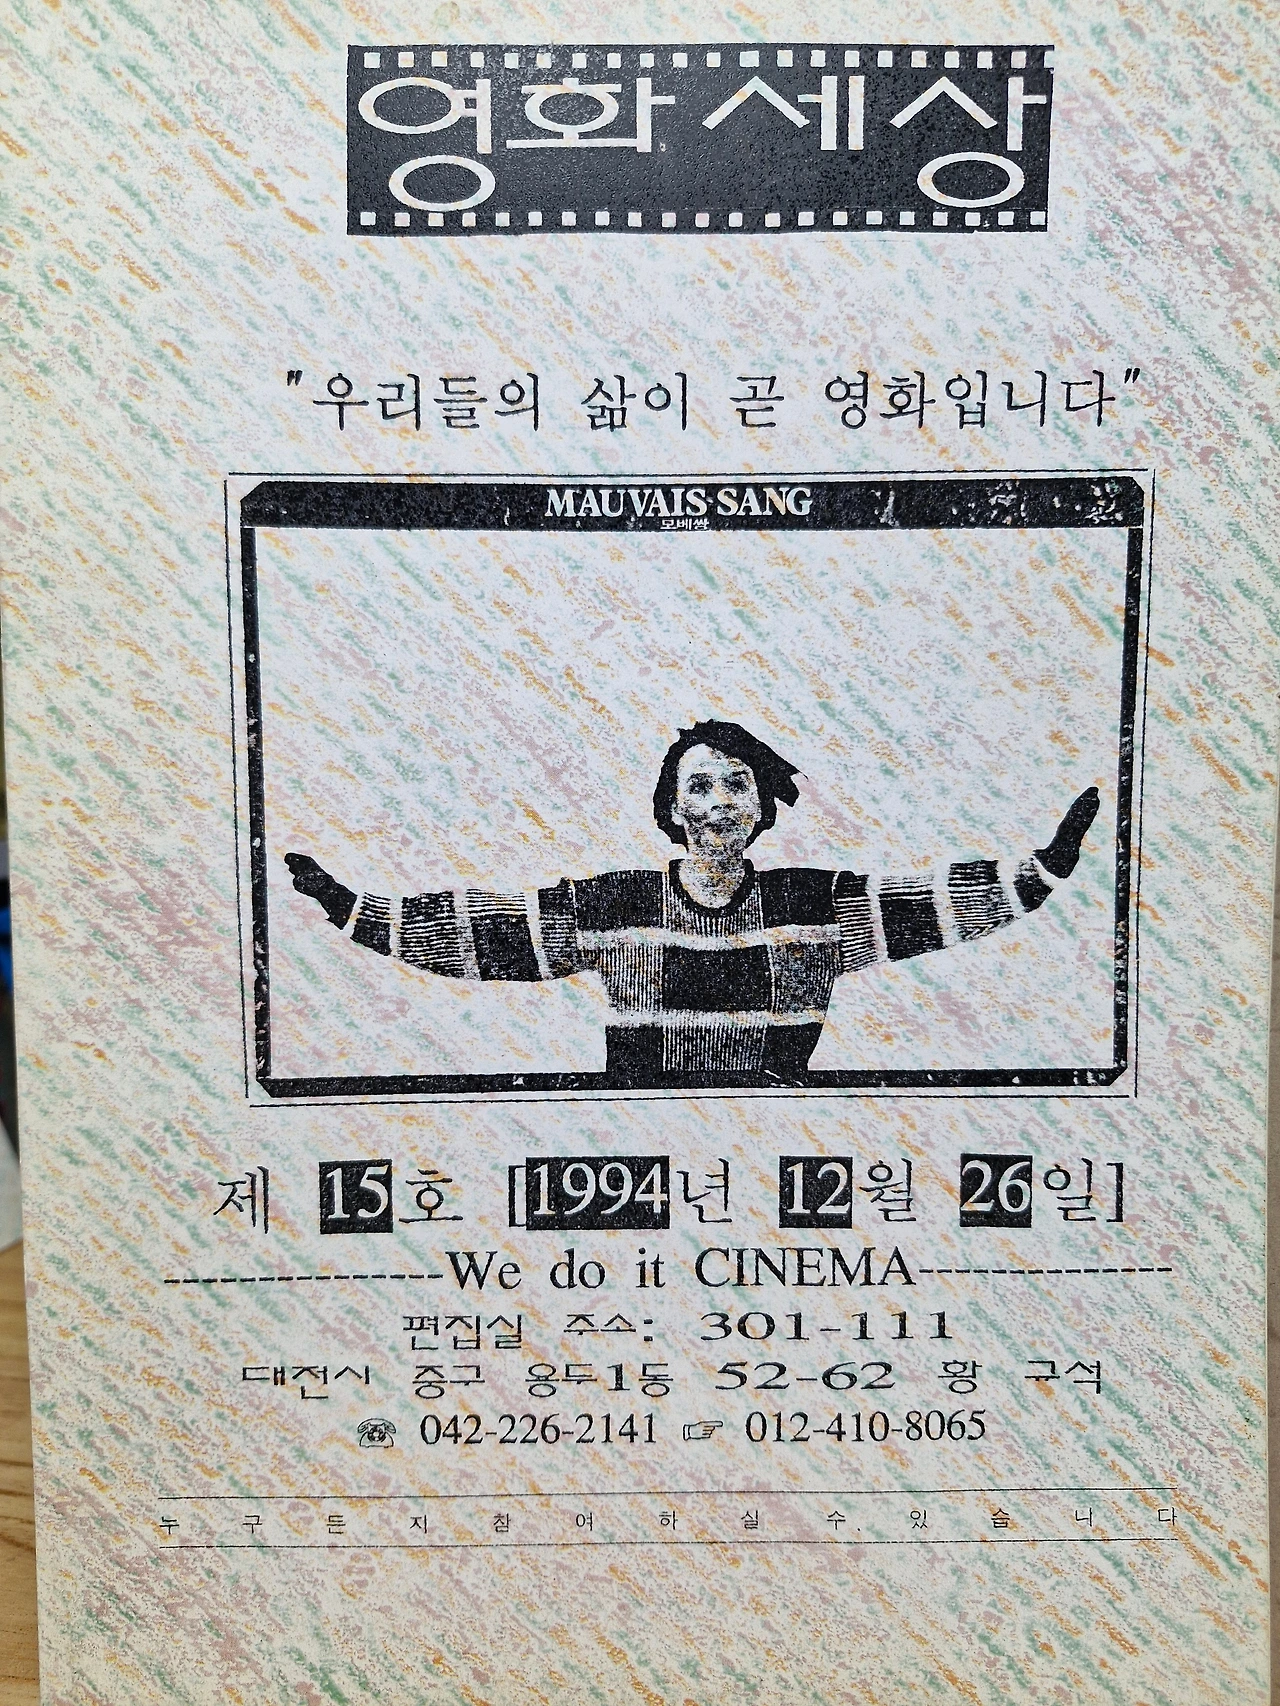 영화세상
"우리들의 삶이 곧 영화입니다"
MAUVAIS SANG
모베쌍
제 15호 [1994년 12월 26일]
---------------We do it CINEMA--------------
편집실 주소: 301-111
대전시 중구 용두1동 52-62 황 규석
☎ 042-226-2141 ☞ 012-410-8065
누 구 든 지 참 여 하 실 수 있 습 니 다